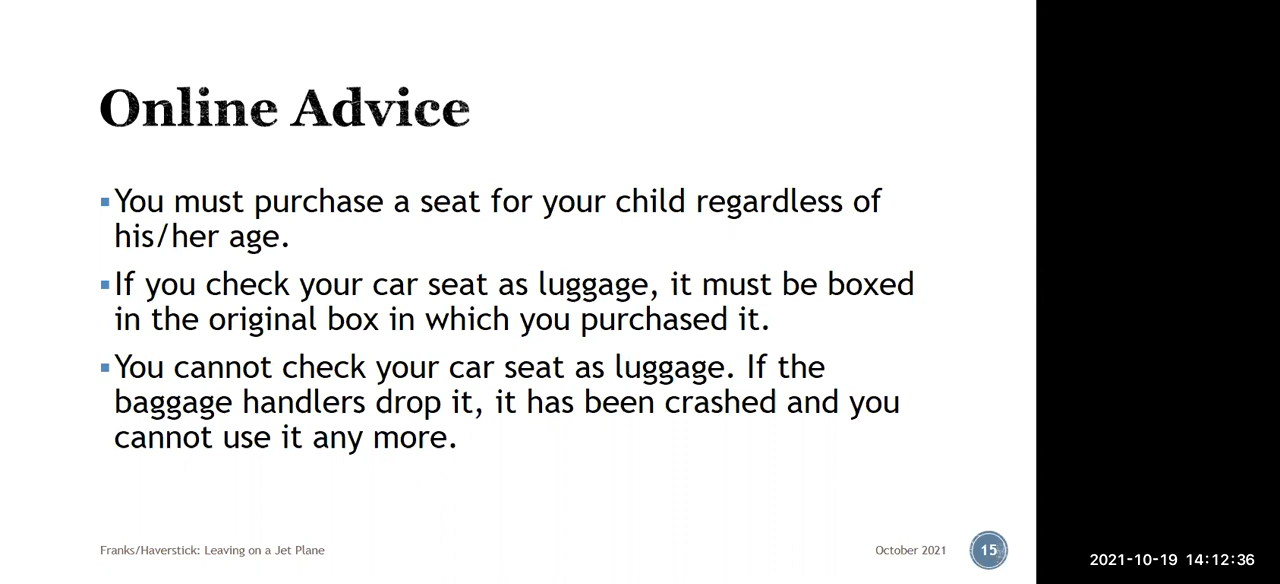 Online Advice
▪You must purchase a seat for your child regardless of
his/her age.
▪If you check your car seat as luggage, it must be boxed
in the original box in which you purchased it.
▪You cannot check your car seat as luggage. If the
baggage handlers drop it, it has been crashed and you
cannot use it any more.
Franks/Haverstick: Leaving on a Jet Plane
October 2021
15
2021-10-19 14:12:36